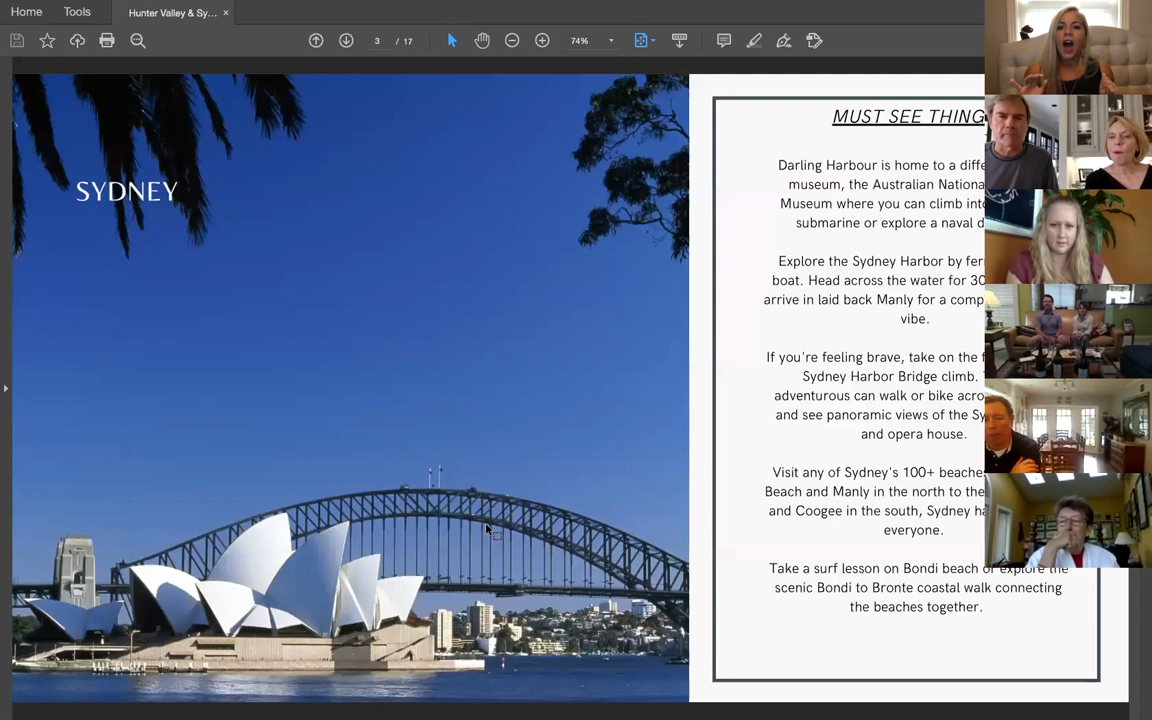 Home
Tools
Hunter Valley & Sy... ×
3 / 17
74%
SYDNEY
MUST SEE THING
Darling Harbour is home to a diffe
museum, the Australian National
Museum where you can climb into
submarine or explore a naval d
Explore the Sydney Harbor by fer
boat. Head across the water for 30
arrive in laid back Manly for a comp
vibe.
If you're feeling brave, take on the f
Sydney Harbor Bridge climb.
adventurous can walk or bike acro
and see panoramic views of the Sy
and opera house.
Visit any of Sydney's 100+ beaches
Beach and Manly in the north to the
and Coogee in the south, Sydney ha
everyone.
Take a surf lesson on Bondi beach or explore the
scenic Bondi to Bronte coastal walk connecting
the beaches together.